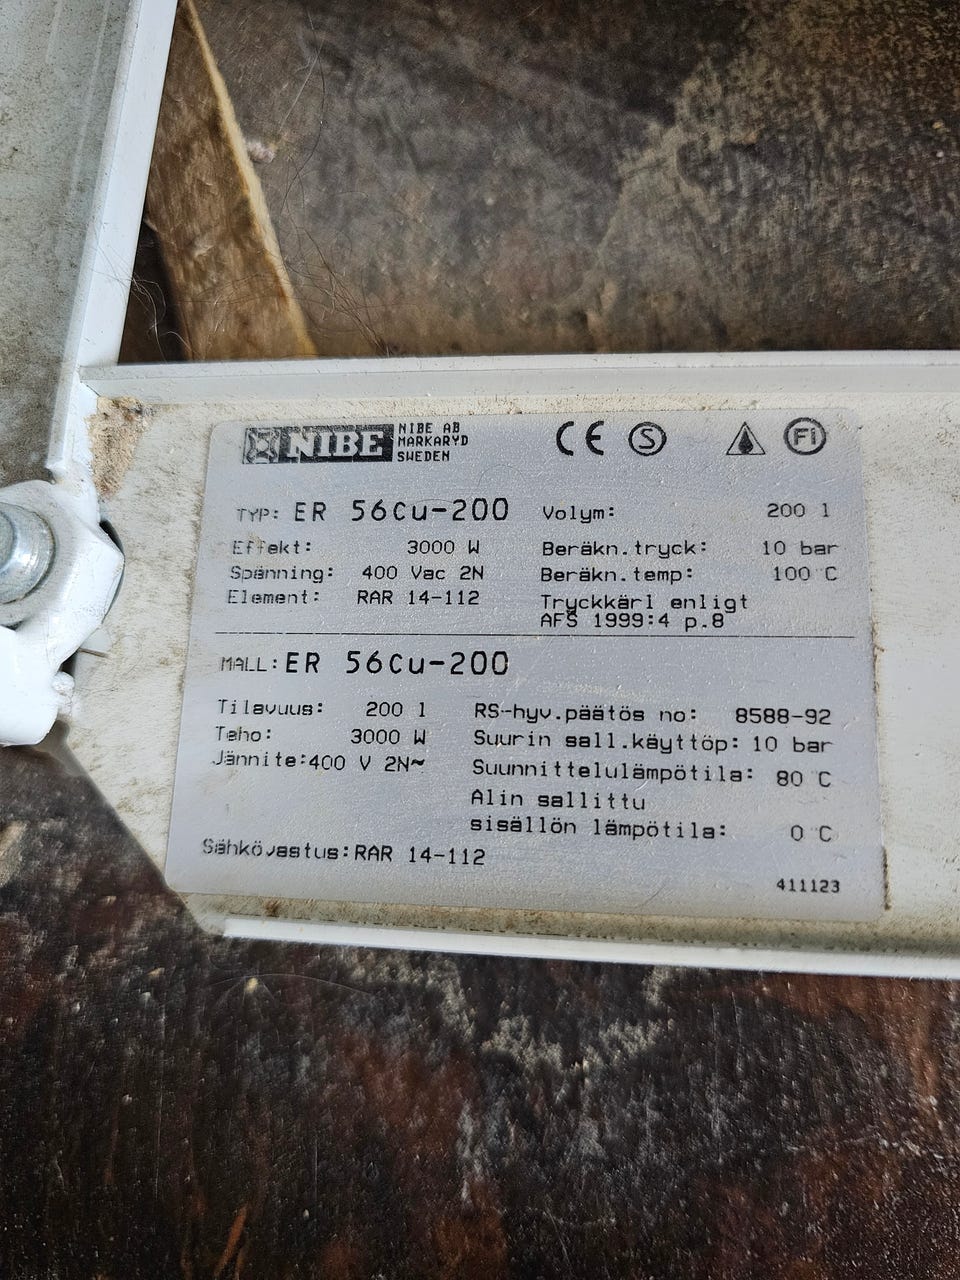 NIBE NIBE AB
MARKARYD
SWEDEN
CE S FI
TYP: ER 56Cu-200 Volym: 200 l
Effekt: 3000 W Beräkn.tryck: 10 bar
Spänning: 400 Vac 2N Beräkn.temp: 100°C
Element: RAR 14-112 Tryckkärl enligt
AFS 1999:4 p.8
MALL: ER 56Cu-200
Tilavuus: 200 l RS-hyv.päätös no: 8588-92
Teho: 3000 W Suurin sall.käyttöp: 10 bar
Jännite:400 V 2N~ Suunnittelulämpötila: 80°C
Alin sallittu
sisällön lämpötila: 0°C
Sähkövastus:RAR 14-112
411123